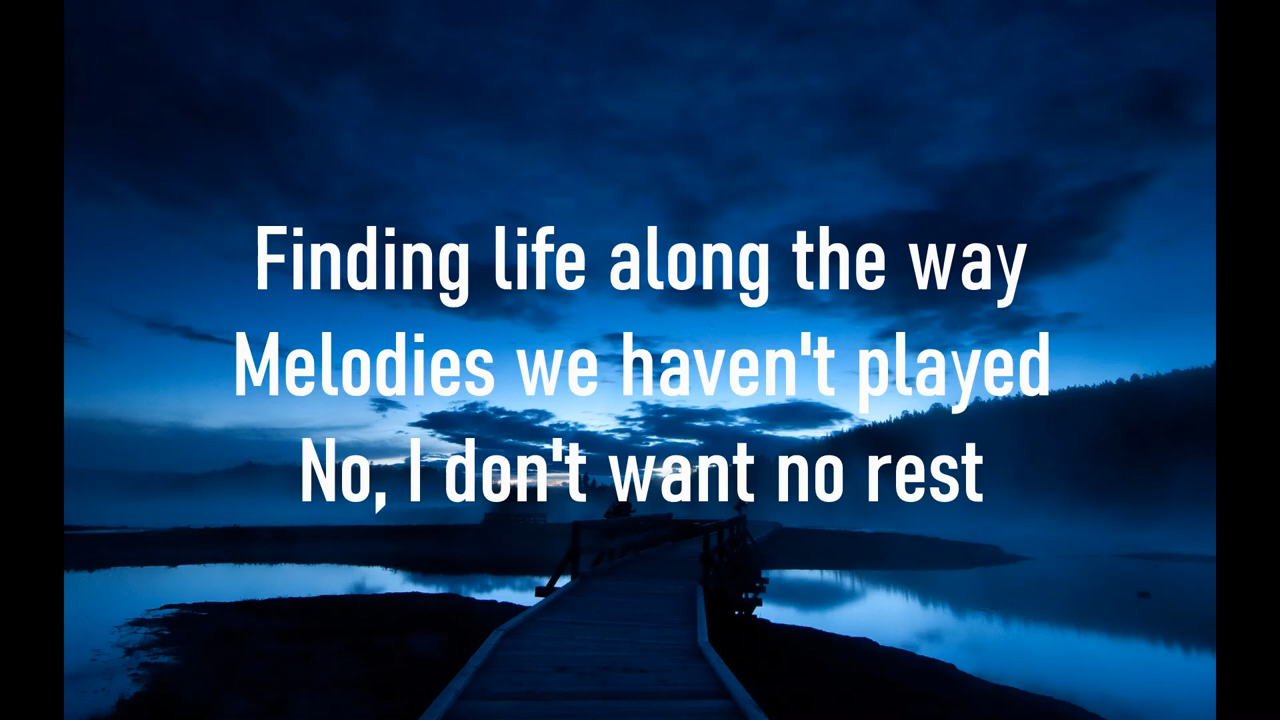 Finding life along the way
Melodies we haven't played
No, I don't want no rest